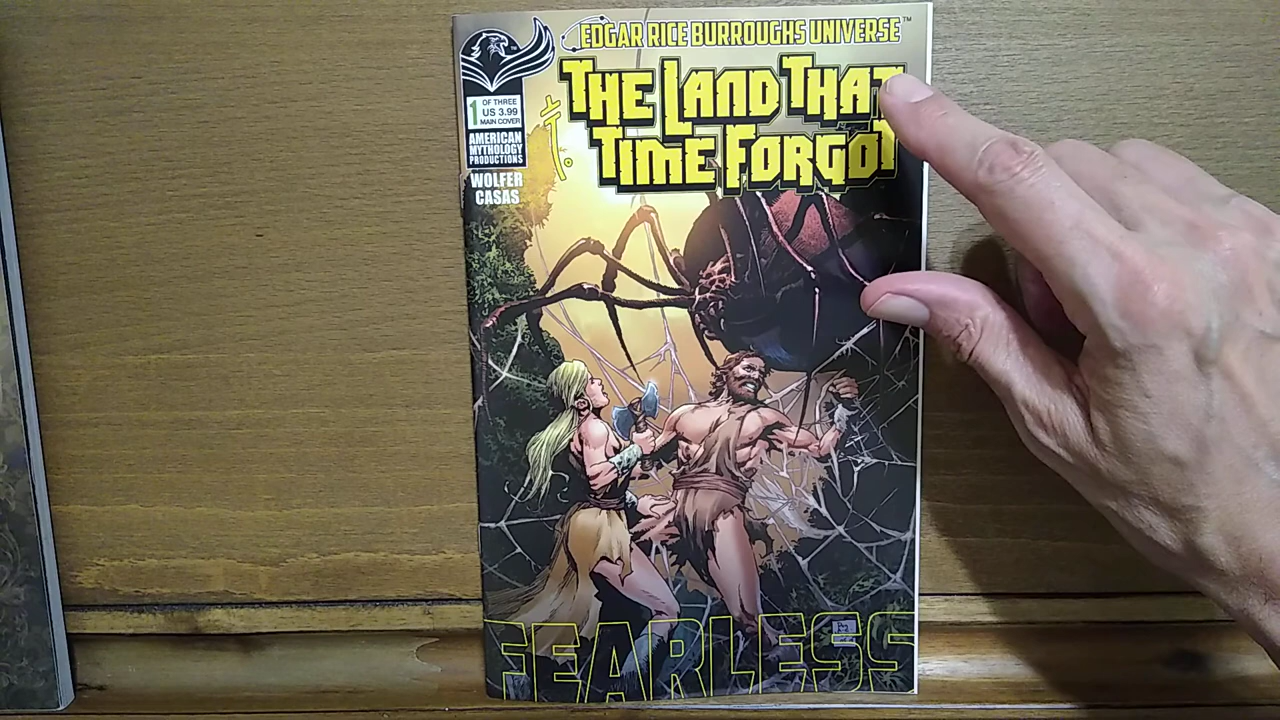 EDGAR RICE BURROUGHS UNIVERSE™
THE LAND THAT
TIME FORGOT
1 OF THREE
US 3.99
MAIN COVER
AMERICAN
MYTHOLOGY
PRODUCTIONS
WOLFER
CASAS
FEARLESS